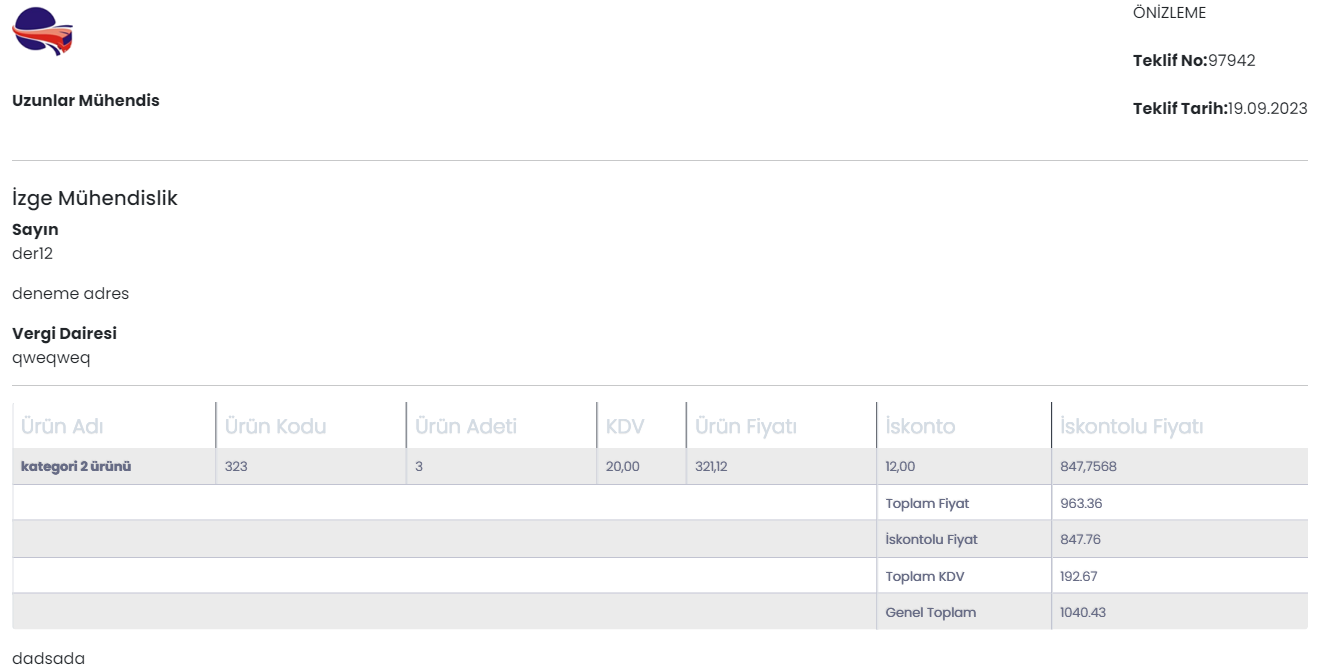 ÖNİZLEME
Teklif No:97942
Uzunlar Mühendis
Teklif Tarih:19.09.2023
İzge Mühendislik
Sayın
der12
deneme adres
Vergi Dairesi
qweqweq
Ürün Adı Ürün Kodu Ürün Adeti KDV Ürün Fiyatı İskonto İskontolu Fiyatı
kategori 2 ürünü 323 3 20,00 321,12 12,00 847,7568
Toplam Fiyat 963.36
İskontolu Fiyat 847.76
Toplam KDV 192.67
Genel Toplam 1040.43
dadsada